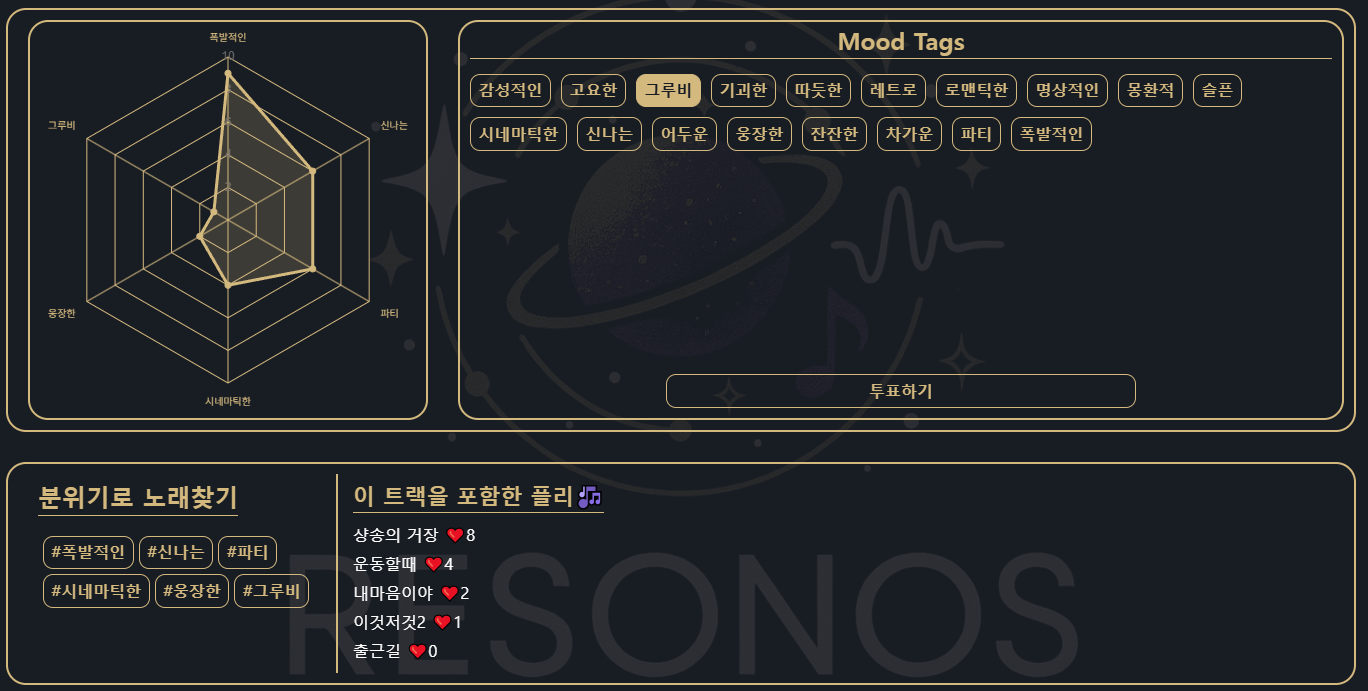 폭발적인
10
신나는
그루비
4
2
웅장한
파티
시네마틱한
Mood Tags
감성적인 고요한 그루비 기괴한 따듯한 레트로 로맨틱한 명상적인 몽환적 슬픈
시네마틱한 신나는 어두운 웅장한 잔잔한 차가운 파티 폭발적인
투표하기
분위기로 노래찾기
#폭발적인 #신나는 #파티
#시네마틱한 #웅장한 #그루비
이 트랙을 포함한 플리
샹송의 거장 ❤8
운동할때 ❤4
내마음이야 ❤2
이것저것2 ❤1
출근길 ❤0
RESONOS